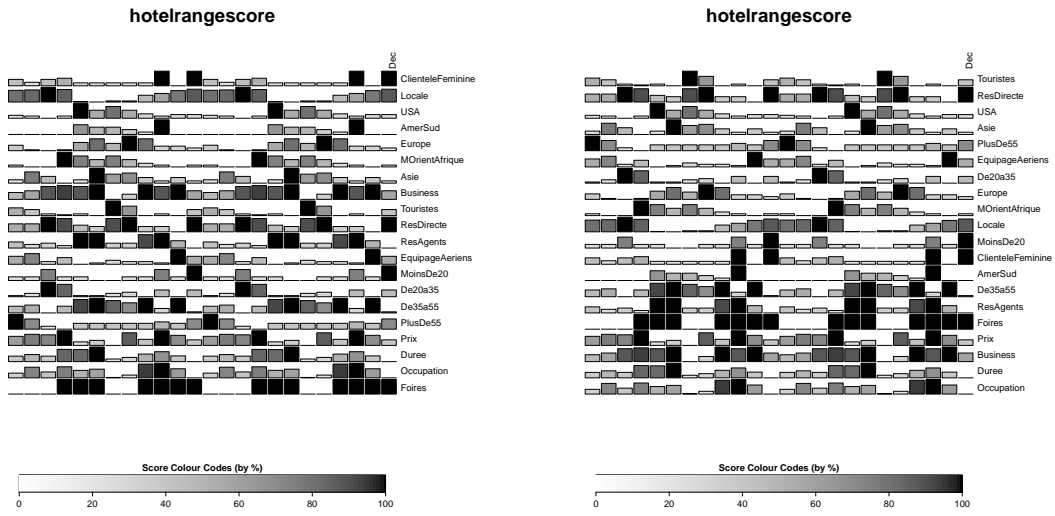 hotelrangescore
Dec
ClienteleFeminine
Locale
USA
AmerSud
Europe
MOrientAfrique
Asie
Business
Touristes
ResDirecte
ResAgents
EquipageAeriens
MoinsDe20
De20a35
De35a55
PlusDe55
Prix
Duree
Occupation
Foires
Score Colour Codes (by %)
0 20 40 60 80 100
hotelrangescore
Dec
Touristes
ResDirecte
USA
Asie
PlusDe55
EquipageAeriens
De20a35
Europe
MOrientAfrique
Locale
MoinsDe20
ClienteleFeminine
AmerSud
De35a55
ResAgents
Foires
Prix
Business
Duree
Occupation
Score Colour Codes (by %)
0 20 40 60 80 100